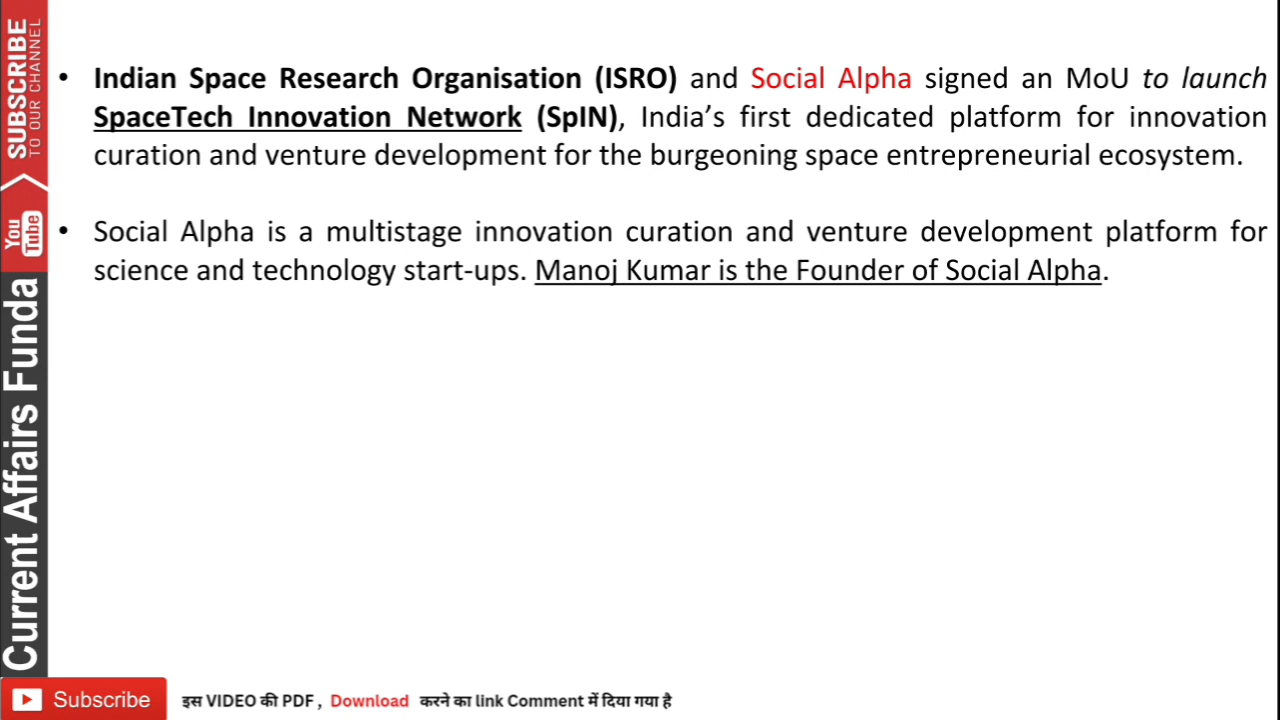 • Indian Space Research Organisation (ISRO) and Social Alpha signed an MoU to launch
SpaceTech Innovation Network (SpIN), India’s first dedicated platform for innovation
curation and venture development for the burgeoning space entrepreneurial ecosystem.
• Social Alpha is a multistage innovation curation and venture development platform for
science and technology start-ups. Manoj Kumar is the Founder of Social Alpha.
SUBSCRIBE
TO OUR CHANNEL
You
Tube
Current Affairs Funda
Subscribe
इस VIDEO की PDF , Download करने का link Comment में दिया गया है